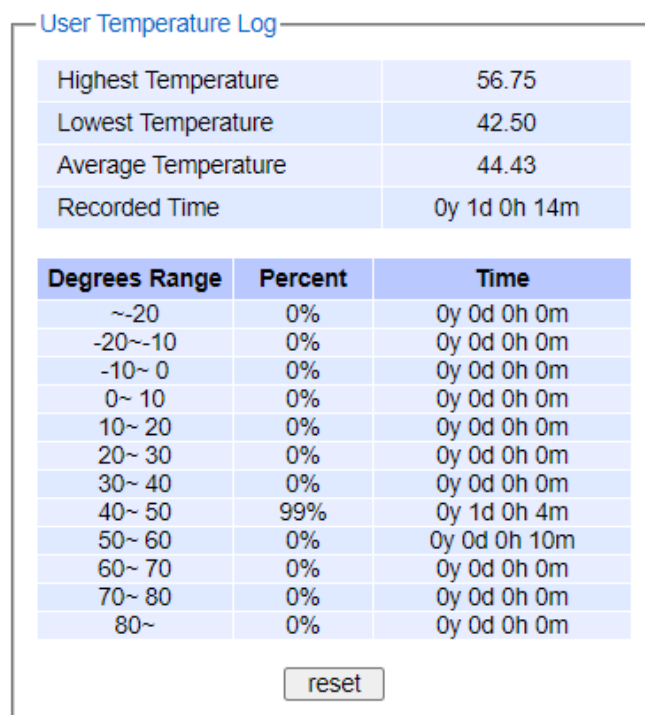 User Temperature Log
Highest Temperature 56.75
Lowest Temperature 42.50
Average Temperature 44.43
Recorded Time 0y 1d 0h 14m
Degrees Range Percent Time
~-20 0% 0y 0d 0h 0m
-20~-10 0% 0y 0d 0h 0m
-10~ 0 0% 0y 0d 0h 0m
0~ 10 0% 0y 0d 0h 0m
10~ 20 0% 0y 0d 0h 0m
20~ 30 0% 0y 0d 0h 0m
30~ 40 0% 0y 0d 0h 0m
40~ 50 99% 0y 1d 0h 4m
50~ 60 0% 0y 0d 0h 10m
60~ 70 0% 0y 0d 0h 0m
70~ 80 0% 0y 0d 0h 0m
80~ 0% 0y 0d 0h 0m
reset